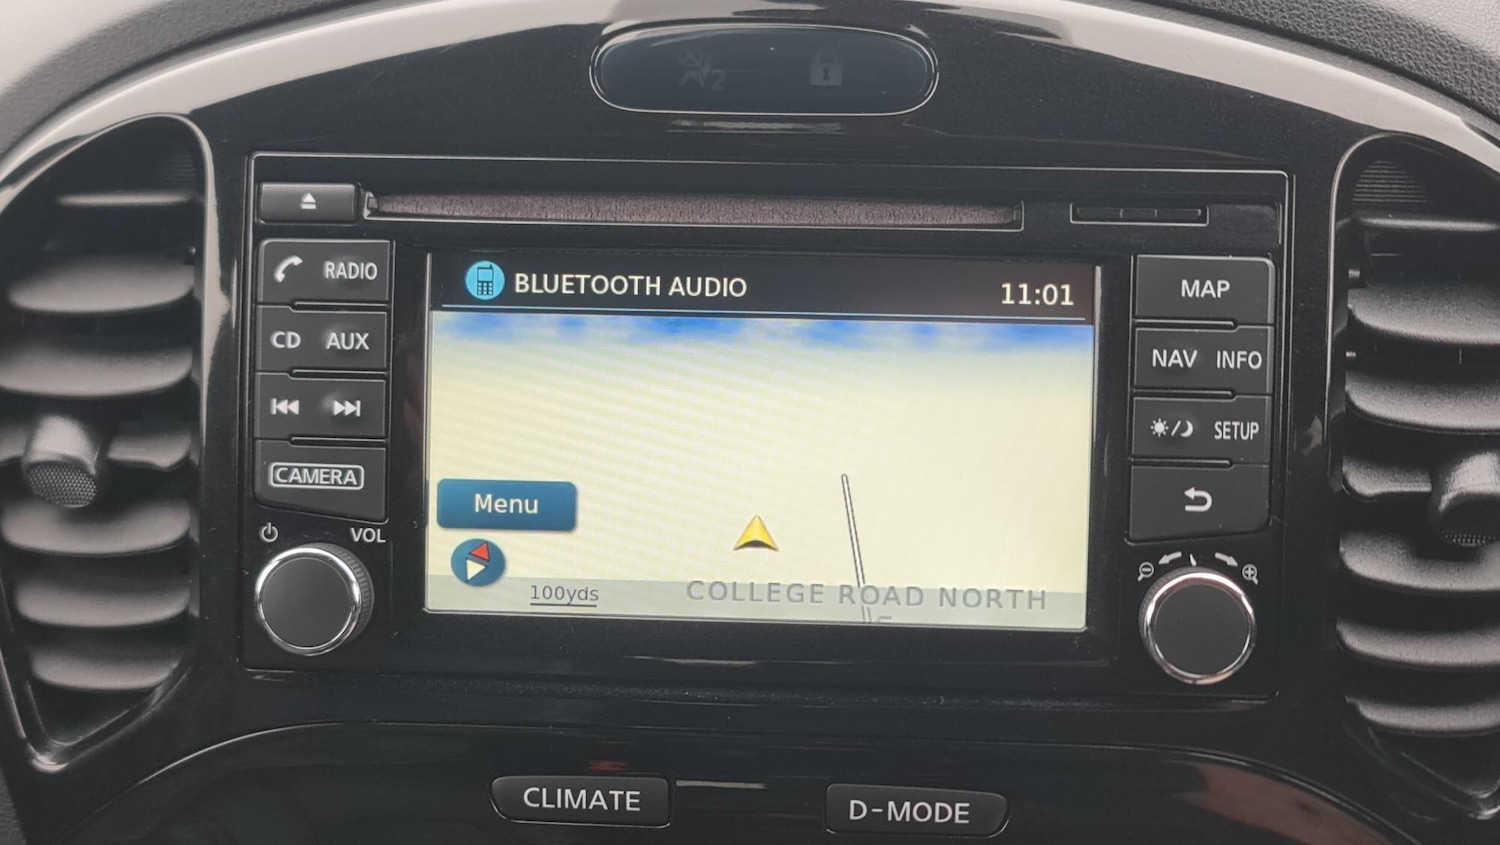 2
RADIO
CD AUX
CAMERA
VOL
BLUETOOTH AUDIO 11:01
Menu
100yds
COLLEGE ROAD NORTH
MAP
NAV INFO
SETUP
CLIMATE
D-MODE